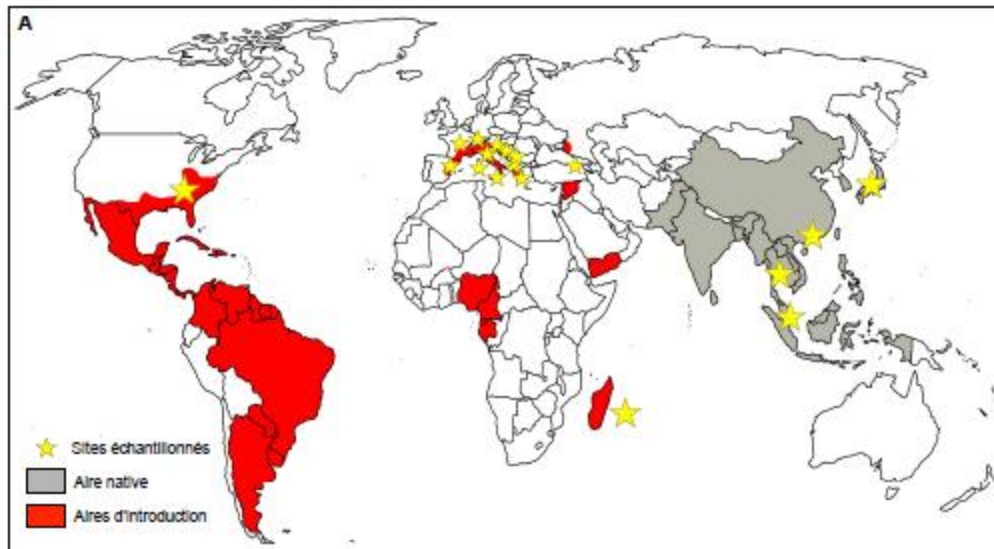 A
Sites échantillonnés
Aire native
Aires d'introduction